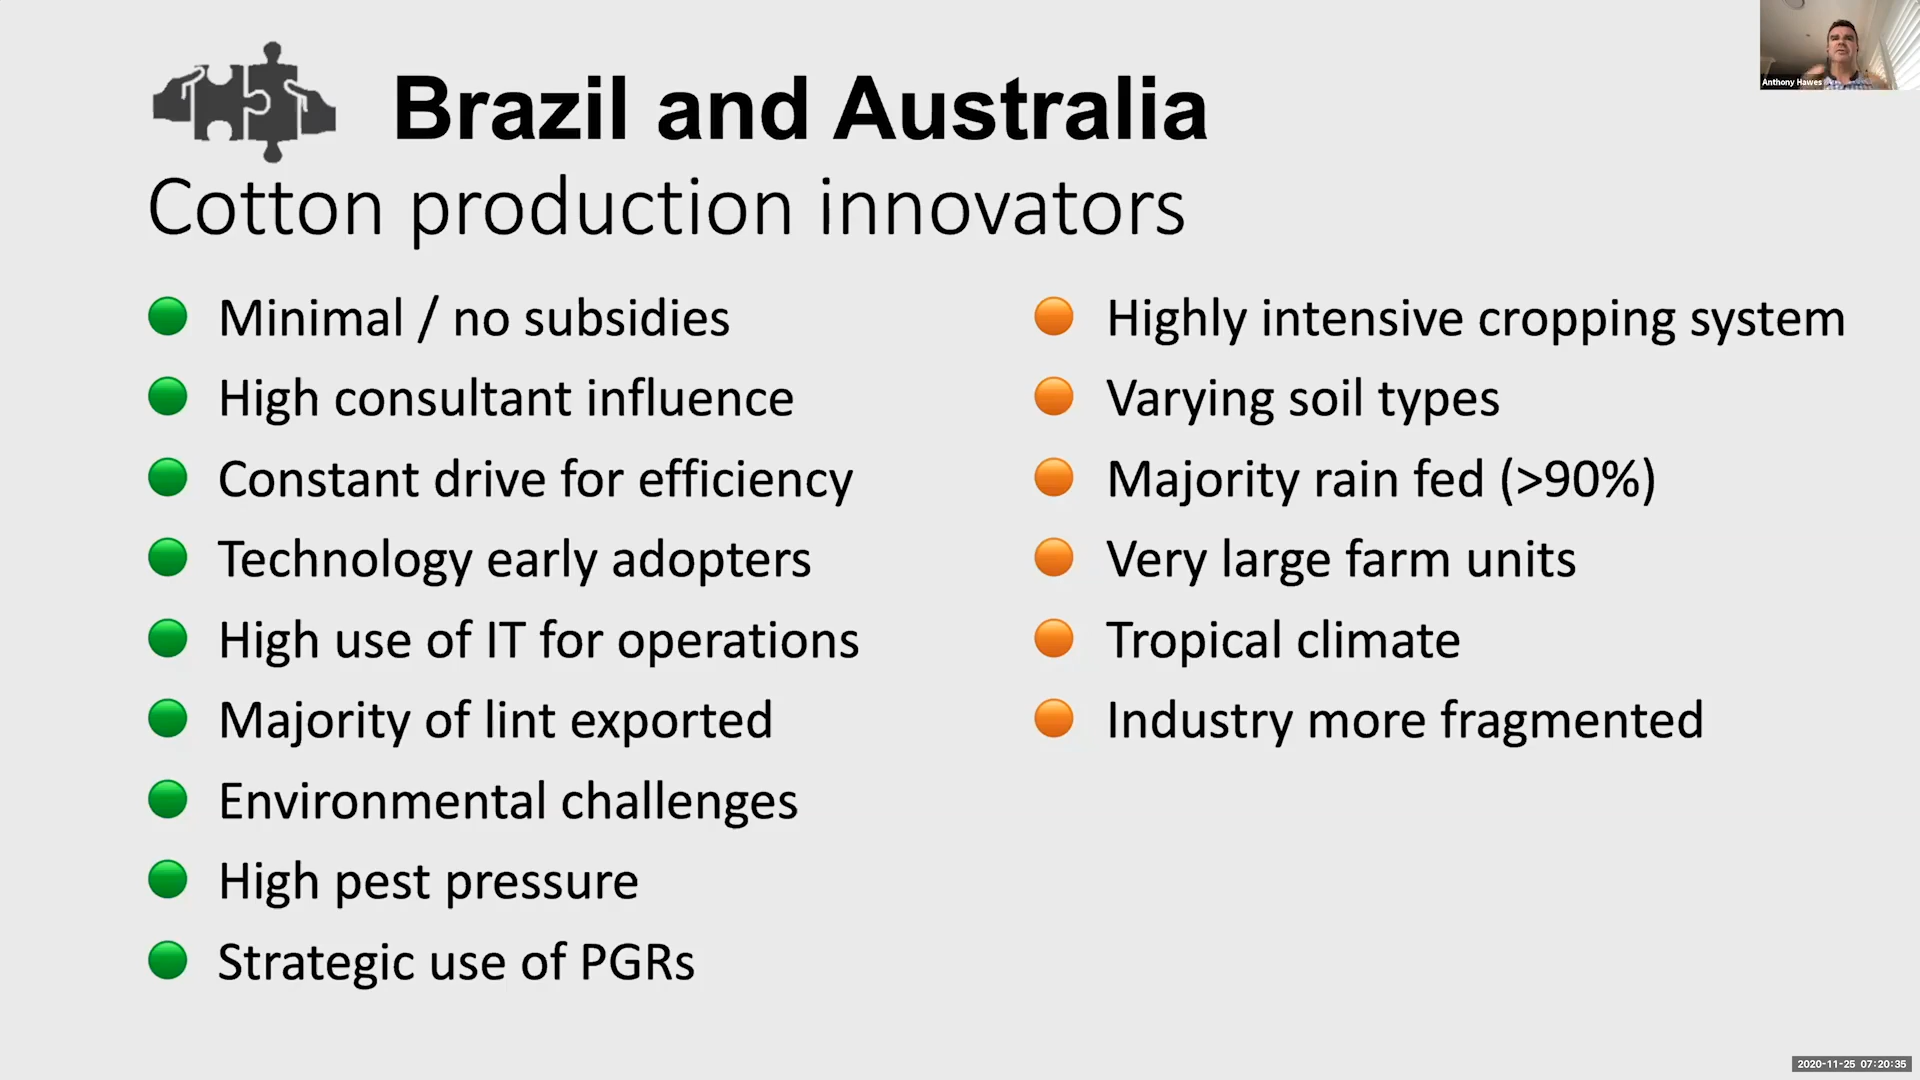 Brazil and Australia
Cotton production innovators
Minimal / no subsidies
High consultant influence
Constant drive for efficiency
Technology early adopters
High use of IT for operations
Majority of lint exported
Environmental challenges
High pest pressure
Strategic use of PGRs
Highly intensive cropping system
Varying soil types
Majority rain fed (>90%)
Very large farm units
Tropical climate
Industry more fragmented
Anthony Hawes
2020-11-25 07:20:35